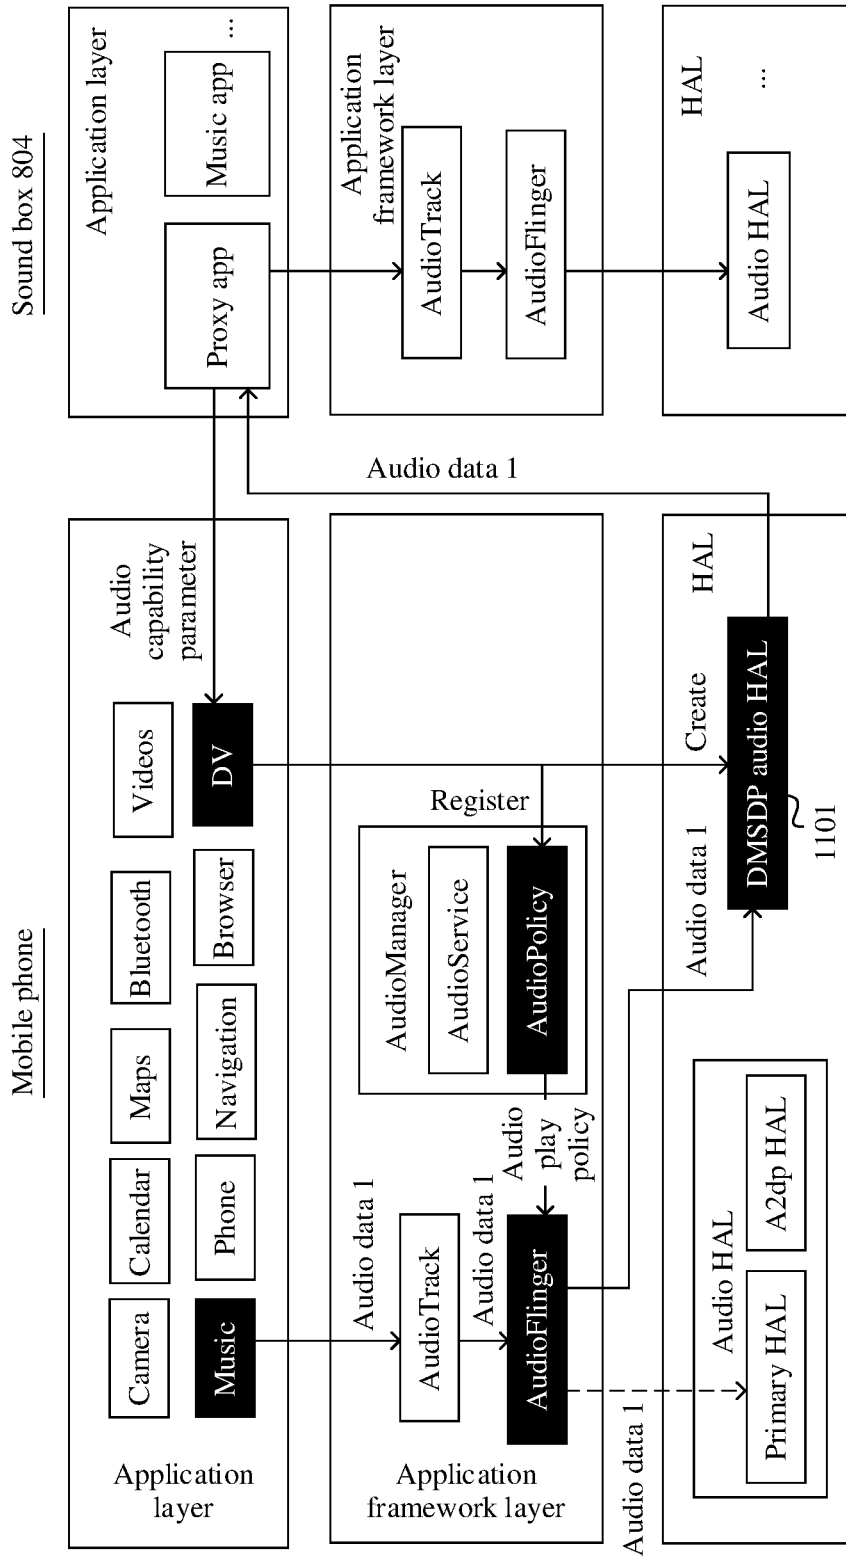 Mobile phone
Application
layer
Camera
Calendar
Maps
Bluetooth
Videos
Music
Phone
Navigation
Browser
DV
Audio
capability
parameter
Audio data 1
Application
framework layer
AudioTrack
Audio data 1
AudioFlinger
Audio
play
policy
AudioManager
AudioService
AudioPolicy
Register
Create
Audio data 1
Audio data 1
Audio HAL
Primary HAL
A2dp HAL
DMSDP audio HAL
1101
HAL
Audio data 1
Sound box 804
Application layer
Proxy app
Music app
...
Application
framework layer
AudioTrack
AudioFlinger
HAL
Audio HAL
...